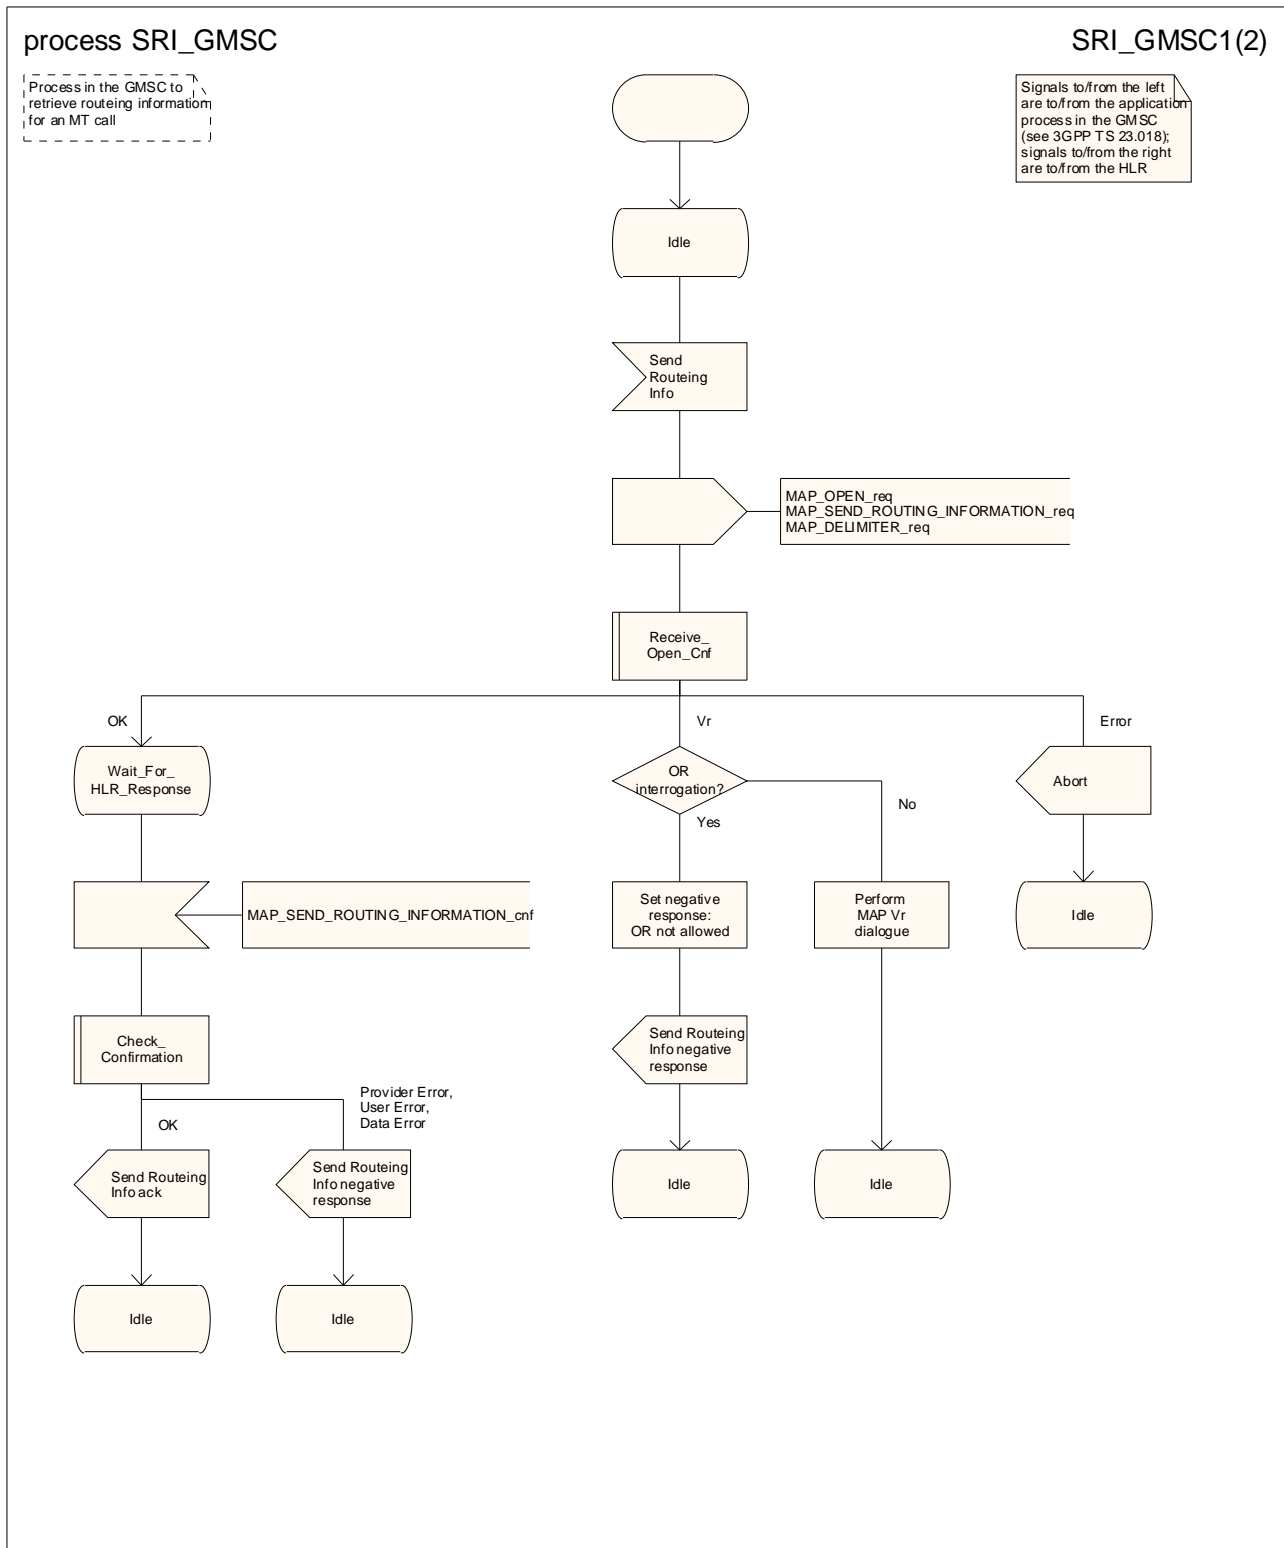 process SRI_GMSC
SRI_GMSC1(2)
Process in the GMSC to
retrieve routeing information
for an MT call
Signals to/from the left
are to/from the application
process in the GMSC
(see 3GPP TS 23.018);
signals to/from the right
are to/from the HLR
Idle
Send
Routeing
Info
MAP_OPEN_req
MAP_SEND_ROUTING_INFORMATION_req
MAP_DELIMITER_req
Receive_
Open_Cnf
OK
Vr
Error
Wait_For_
HLR_Response
OR
interrogation?
Abort
No
Yes
MAP_SEND_ROUTING_INFORMATION_cnf
Set negative
response:
OR not allowed
Perform
MAP Vr
dialogue
Idle
Check_
Confirmation
Send Routeing
Info negative
response
Provider Error,
User Error,
Data Error
OK
Send Routeing
Info ack
Send Routeing
Info negative
response
Idle
Idle
Idle
Idle